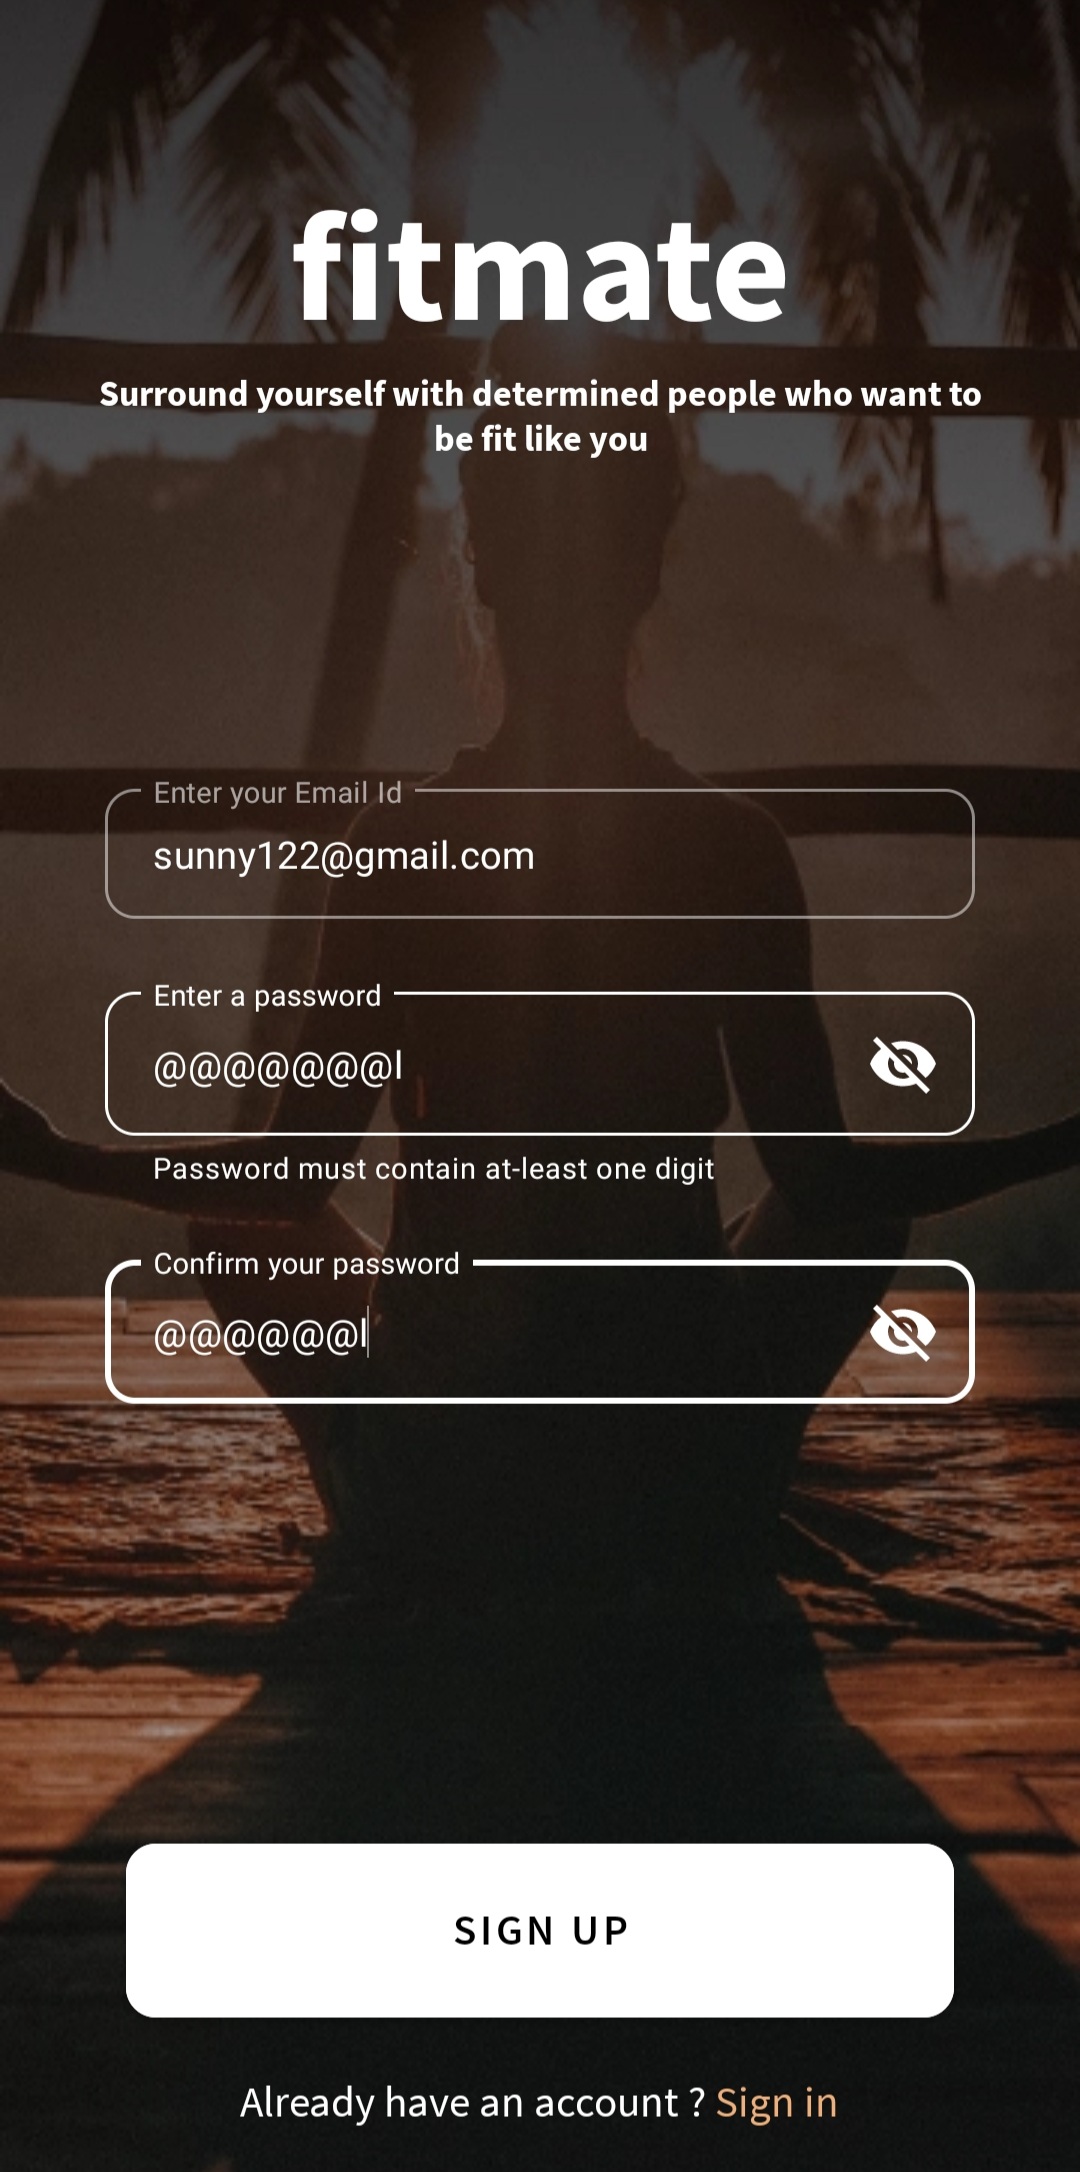 fitmate
Surround yourself with determined people who want to
be fit like you
Enter your Email Id
sunny122@gmail.com
Enter a password
@@@@@@@l
Password must contain at-least one digit
Confirm your password
@@@@@@l
SIGN UP
Already have an account ? Sign in